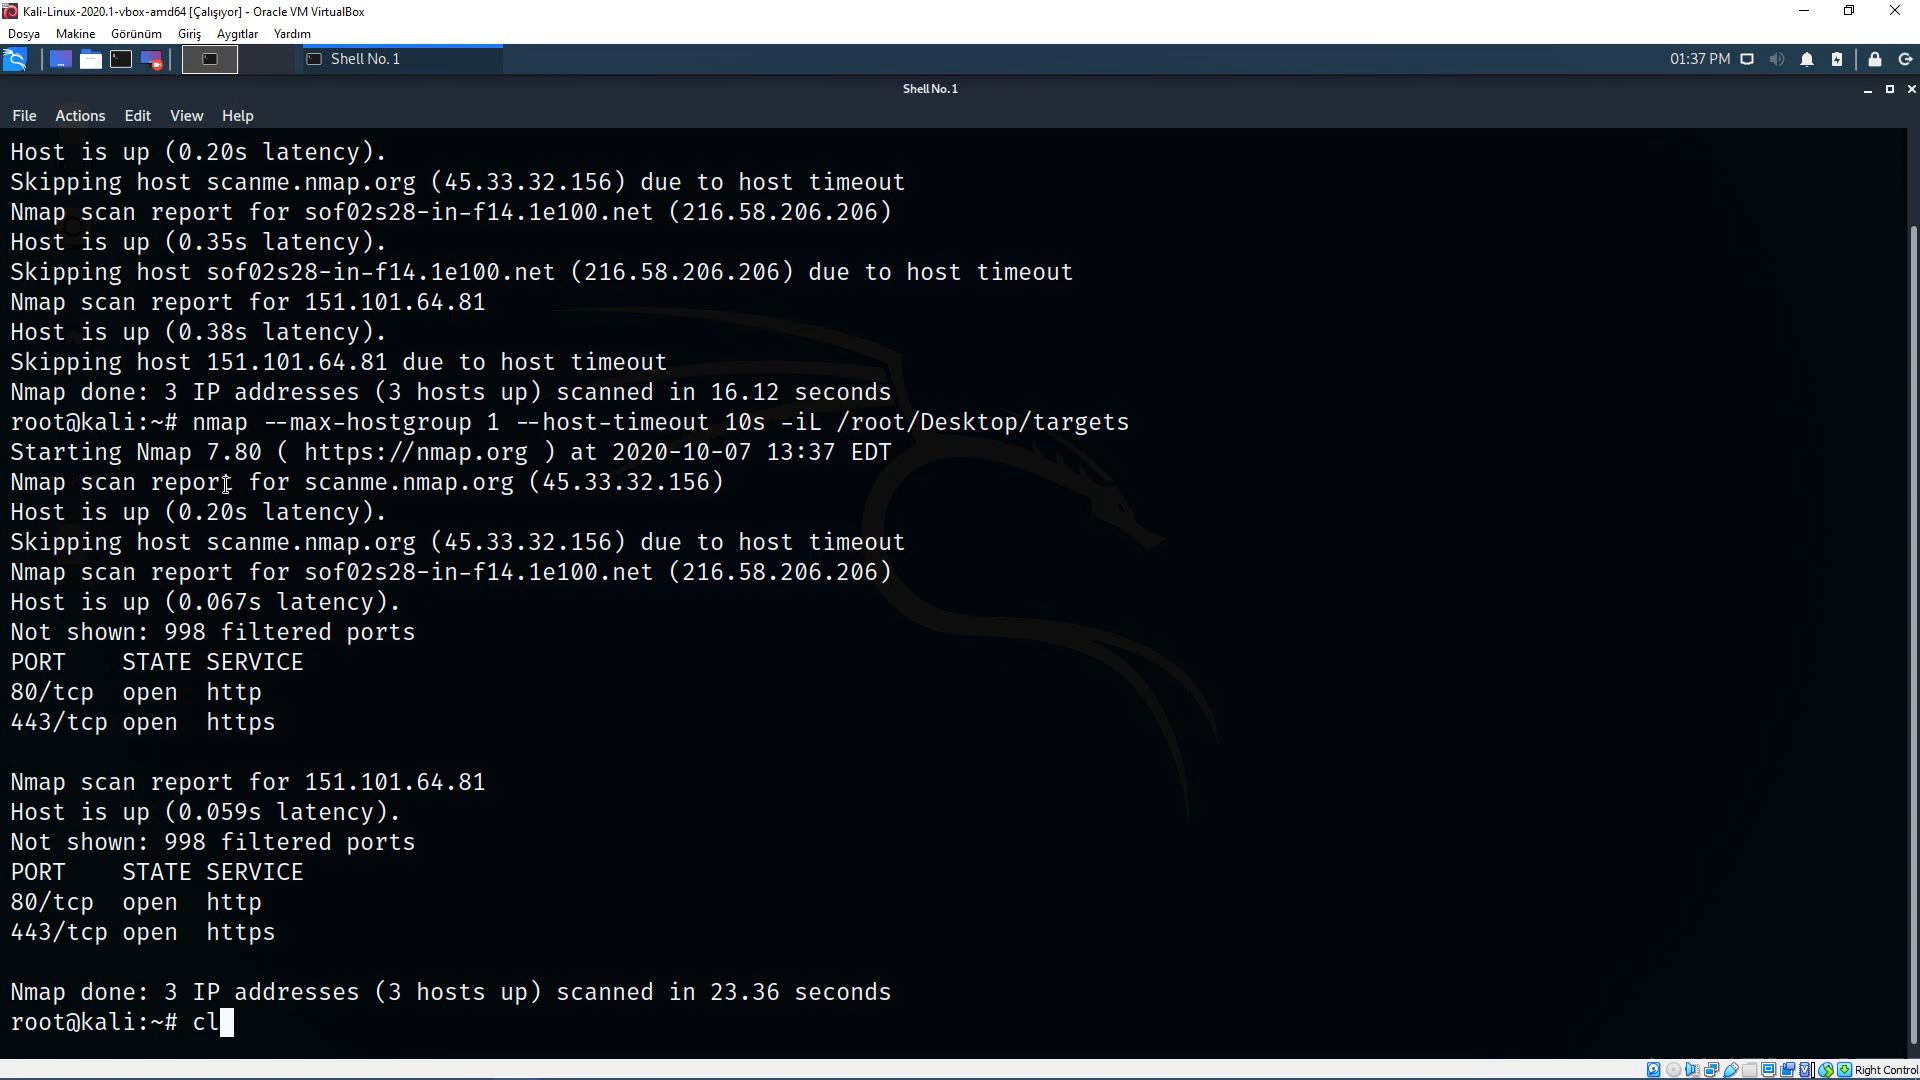 Kali-Linux-2020.1-vbox-amd64 [Çalışıyor] - Oracle VM VirtualBox
Dosya Makine Görünüm Giriş Aygıtlar Yardım
Shell No. 1
01:37 PM
Shell No. 1
File Actions Edit View Help
Host is up (0.20s latency).
Skipping host scanme.nmap.org (45.33.32.156) due to host timeout
Nmap scan report for sof02s28-in-f14.1e100.net (216.58.206.206)
Host is up (0.35s latency).
Skipping host sof02s28-in-f14.1e100.net (216.58.206.206) due to host timeout
Nmap scan report for 151.101.64.81
Host is up (0.38s latency).
Skipping host 151.101.64.81 due to host timeout
Nmap done: 3 IP addresses (3 hosts up) scanned in 16.12 seconds
root@kali:~# nmap --max-hostgroup 1 --host-timeout 10s -iL /root/Desktop/targets
Starting Nmap 7.80 ( https://nmap.org ) at 2020-10-07 13:37 EDT
Nmap scan report for scanme.nmap.org (45.33.32.156)
Host is up (0.20s latency).
Skipping host scanme.nmap.org (45.33.32.156) due to host timeout
Nmap scan report for sof02s28-in-f14.1e100.net (216.58.206.206)
Host is up (0.067s latency).
Not shown: 998 filtered ports
PORT    STATE SERVICE
80/tcp  open  http
443/tcp open  https
Nmap scan report for 151.101.64.81
Host is up (0.059s latency).
Not shown: 998 filtered ports
PORT    STATE SERVICE
80/tcp  open  http
443/tcp open  https
Nmap done: 3 IP addresses (3 hosts up) scanned in 23.36 seconds
root@kali:~# cl
Right Control